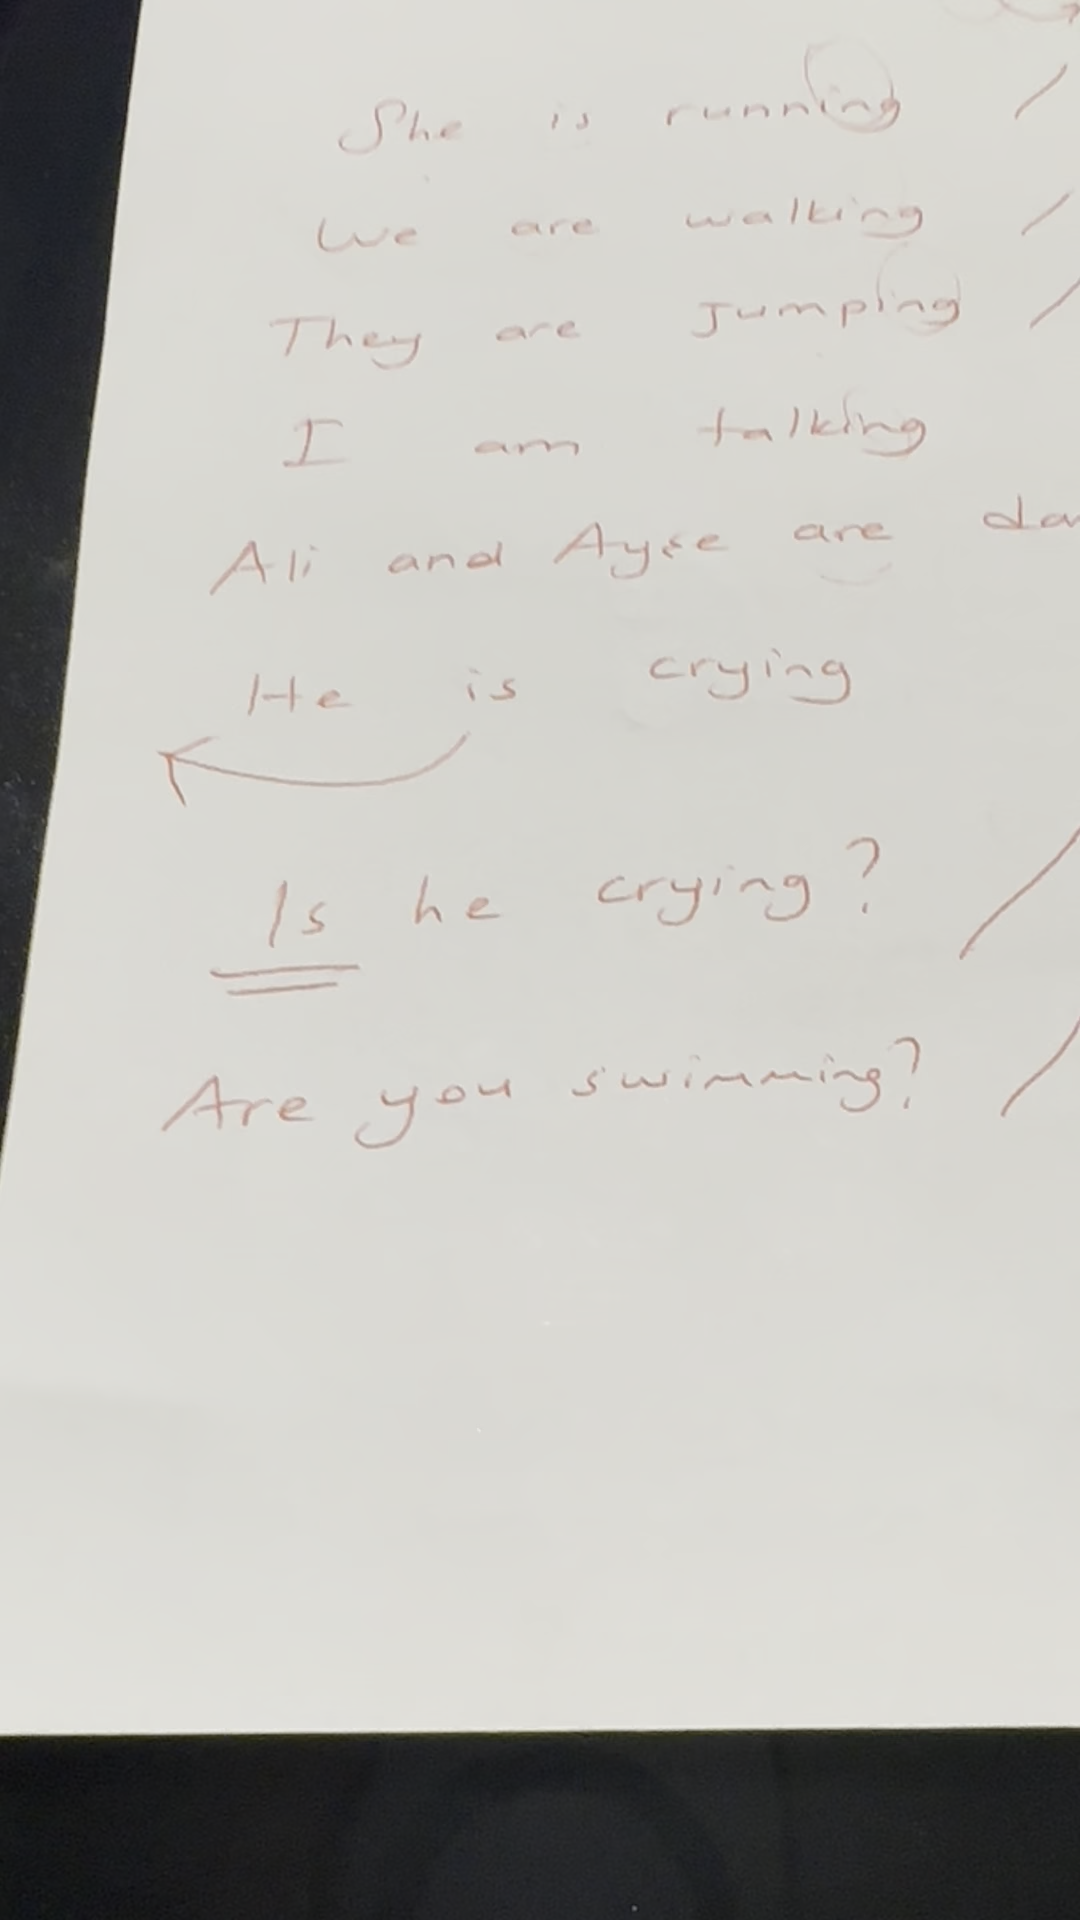 She is running /
We are walking /
They are Jumping /
I am talking
Ali and Ayşe are
He is crying
Is he crying? /
Are you swimming? /